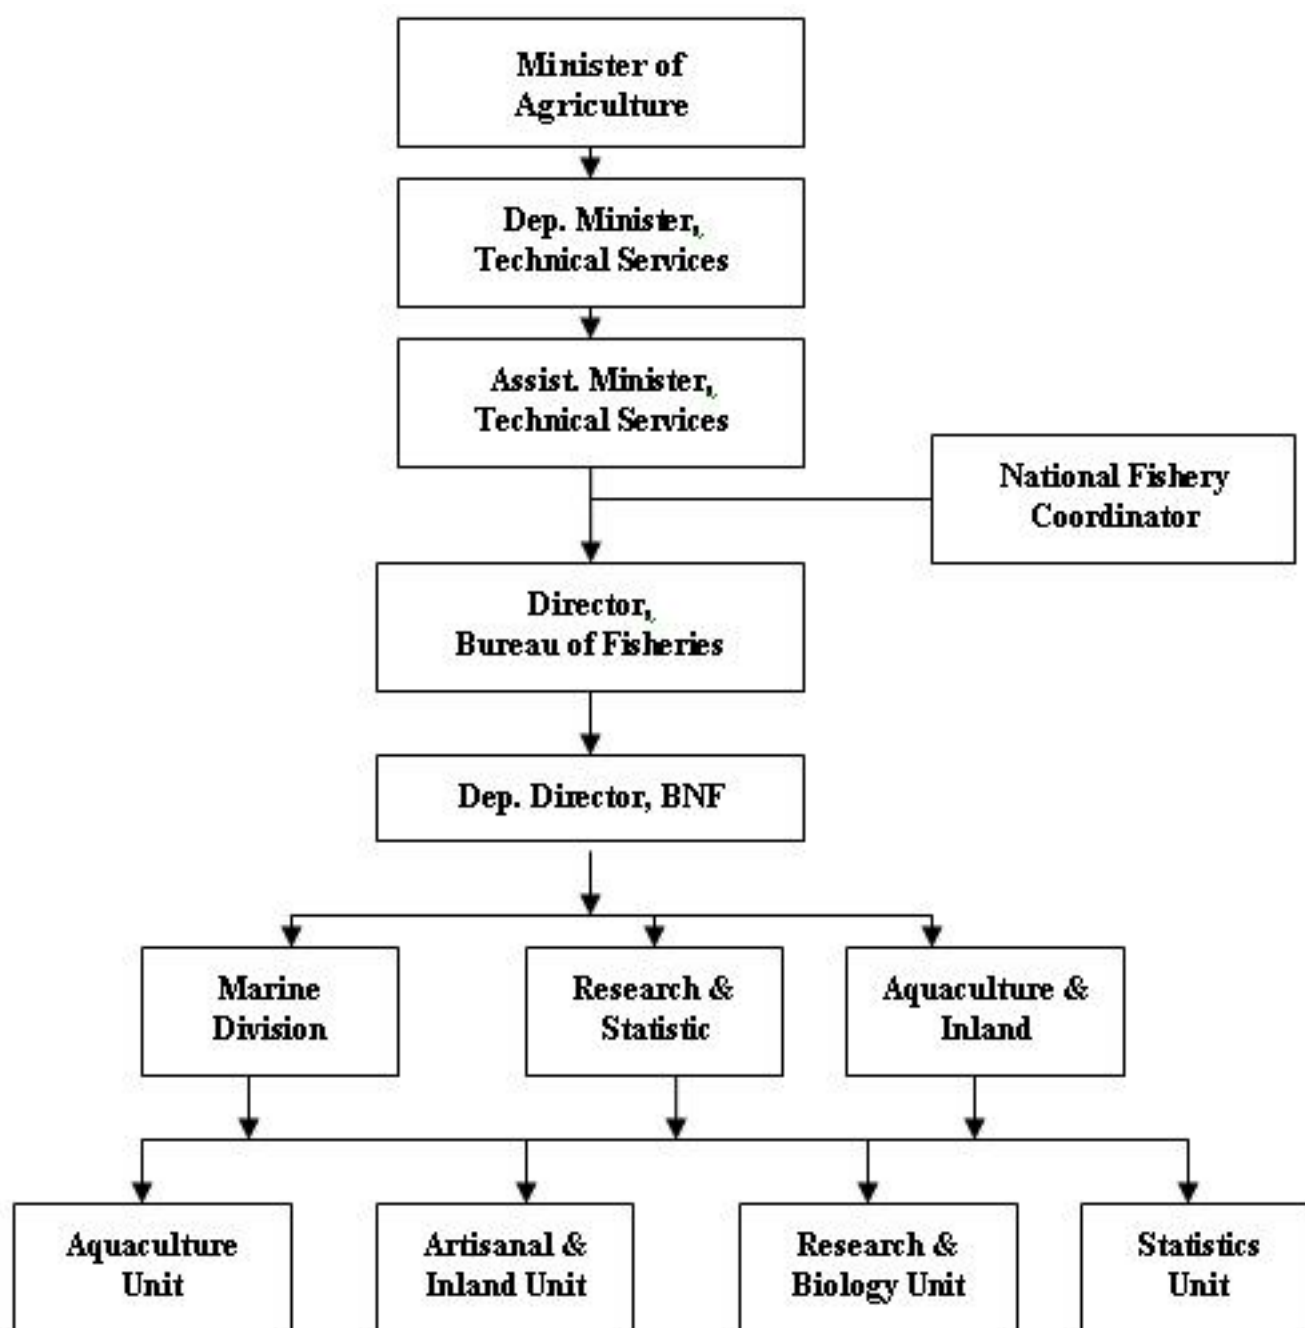 Minister of
Agriculture
Dep. Minister,
Technical Services
Assist. Minister,
Technical Services
National Fishery
Coordinator
Director,
Bureau of Fisheries
Dep. Director, BNF
Marine
Division
Research &
Statistic
Aquaculture &
Inland
Aquaculture
Unit
Artisanal &
Inland Unit
Research &
Biology Unit
Statistics
Unit